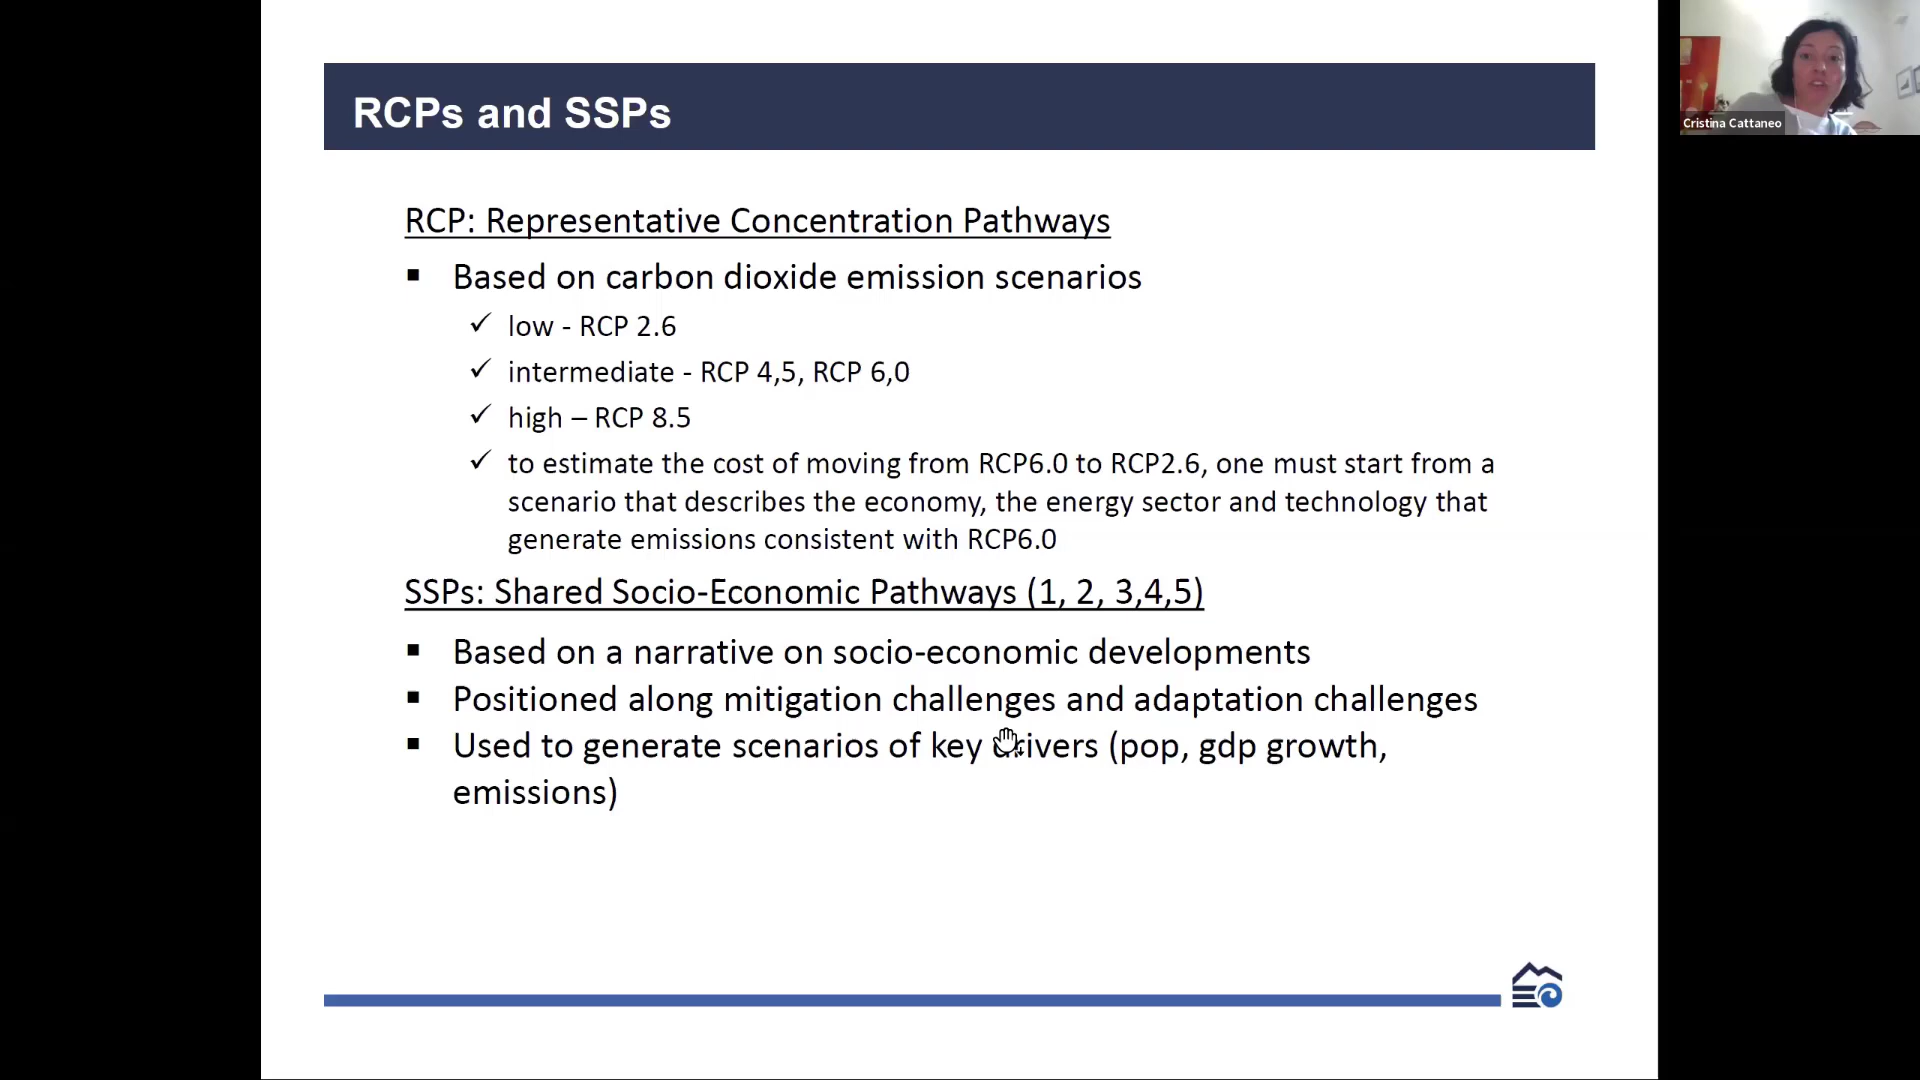 RCPs and SSPs
Cristina Cattaneo
RCP: Representative Concentration Pathways
▪ Based on carbon dioxide emission scenarios
✓ low - RCP 2.6
✓ intermediate - RCP 4,5, RCP 6,0
✓ high – RCP 8.5
✓ to estimate the cost of moving from RCP6.0 to RCP2.6, one must start from a
scenario that describes the economy, the energy sector and technology that
generate emissions consistent with RCP6.0
SSPs: Shared Socio-Economic Pathways (1, 2, 3,4,5)
▪ Based on a narrative on socio-economic developments
▪ Positioned along mitigation challenges and adaptation challenges
▪ Used to generate scenarios of key drivers (pop, gdp growth,
emissions)